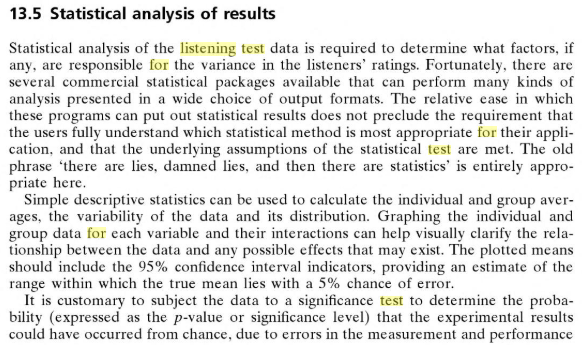 13.5 Statistical analysis of results
Statistical analysis of the listening test data is required to determine what factors, if
any, are responsible for the variance in the listeners' ratings. Fortunately, there are
several commercial statistical packages available that can perform many kinds of
analysis presented in a wide choice of output formats. The relative ease in which
these programs can put out statistical results does not preclude the requirement that
the users fully understand which statistical method is most appropriate for their appli-
cation, and that the underlying assumptions of the statistical test are met. The old
phrase 'there are lies, damned lies, and then there are statistics' is entirely appro-
priate here.
Simple descriptive statistics can be used to calculate the individual and group aver-
ages, the variability of the data and its distribution. Graphing the individual and
group data for each variable and their interactions can help visually clarify the rela-
tionship between the data and any possible effects that may exist. The plotted means
should include the 95% confidence interval indicators, providing an estimate of the
range within which the true mean lies with a 5% chance of error.
It is customary to subject the data to a significance test to determine the proba-
bility (expressed as the p-value or significance level) that the experimental results
could have occurred from chance, due to errors in the measurement and performance